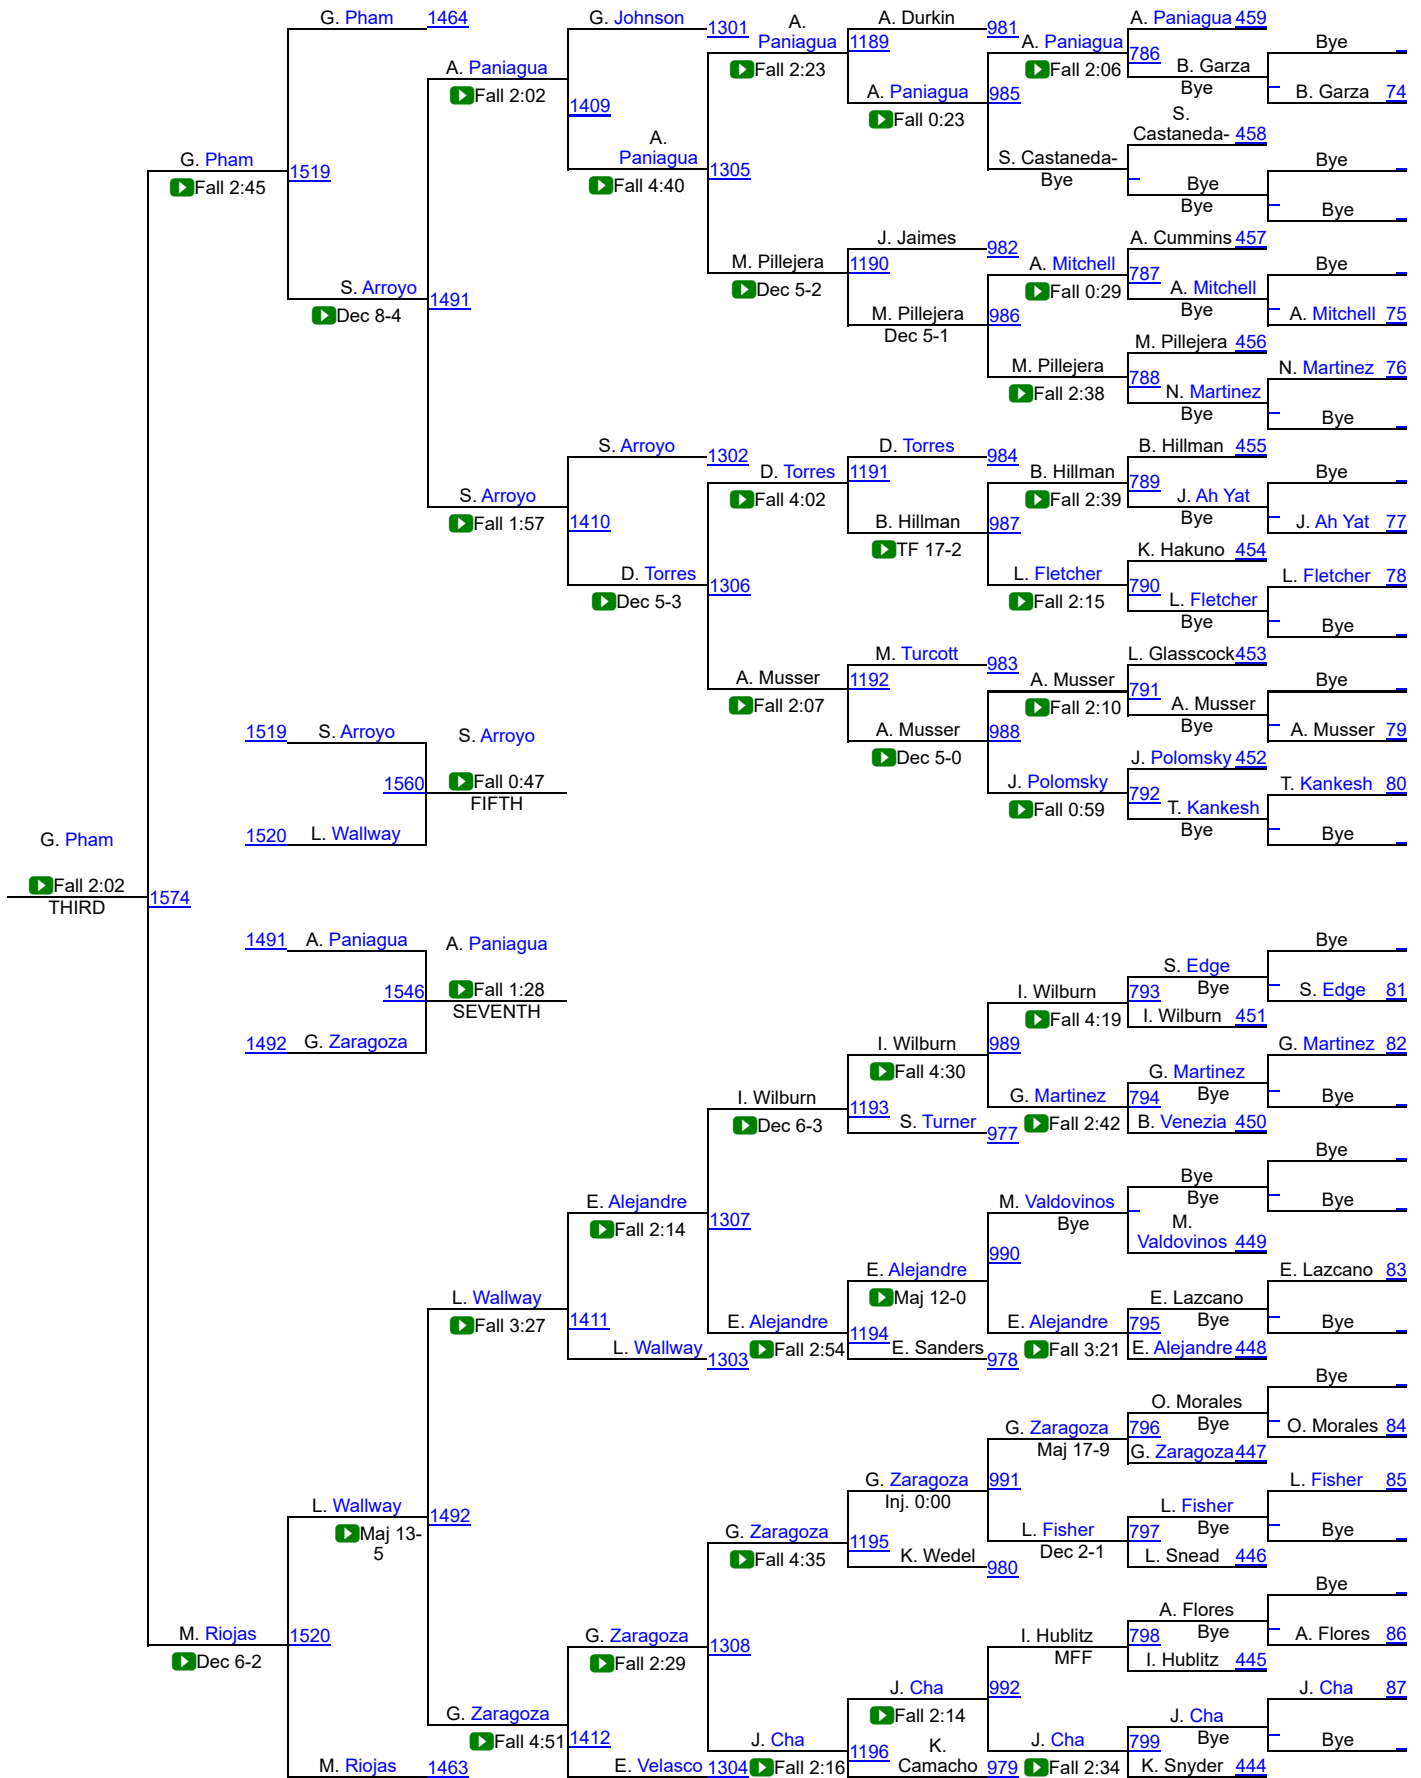 G. Pham 1464
G. Johnson 1301
A. Paniagua
Fall 2:23
1189
A. Durkin 981
A. Paniagua
Fall 2:06
786
A. Paniagua 459
B. Garza
Bye
Bye
B. Garza 74
A. Paniagua
Fall 2:02
1409
A. Paniagua
Fall 0:23
985
S.
Castaneda- 458
A.
Paniagua
Fall 4:40
1305
S. Castaneda-
Bye
Bye
Bye
Bye
Bye
G. Pham
Fall 2:45
1519
J. Jaimes 982
A. Cummins 457
M. Pillejera
Dec 5-2
1190
A. Mitchell
Fall 0:29
787
A. Mitchell
Bye
Bye
A. Mitchell 75
S. Arroyo
Dec 8-4
1491
M. Pillejera
Dec 5-1
986
M. Pillejera 456
M. Pillejera
Fall 2:38
788
N. Martinez
Bye
N. Martinez 76
Bye
S. Arroyo 1302
D. Torres
Fall 4:02
1191
D. Torres 984
B. Hillman
Fall 2:39
789
B. Hillman 455
J. Ah Yat
Bye
Bye
J. Ah Yat 77
S. Arroyo
Fall 1:57
1410
B. Hillman
TF 17-2
987
K. Hakuno 454
D. Torres
Dec 5-3
1306
L. Fletcher
Fall 2:15
790
L. Fletcher
Bye
L. Fletcher 78
Bye
M. Turcott 983
L. Glasscock 453
A. Musser
Fall 2:07
1192
A. Musser
Fall 2:10
791
A. Musser
Bye
Bye
A. Musser 79
1519 S. Arroyo
S. Arroyo
A. Musser
Dec 5-0
988
J. Polomsky 452
1560
Fall 0:47
FIFTH
J. Polomsky
Fall 0:59
792
T. Kankesh
Bye
T. Kankesh 80
Bye
1520 L. Wallway
G. Pham
Fall 2:02
THIRD
1574
1491 A. Paniagua
A. Paniagua
1546
Fall 1:28
SEVENTH
1492 G. Zaragoza
I. Wilburn
Fall 4:19
793
S. Edge
Bye
I. Wilburn 451
Bye
S. Edge 81
I. Wilburn
Fall 4:30
989
G. Martinez
Bye
G. Martinez 82
Bye
I. Wilburn
Dec 6-3
1193
S. Turner 977
G. Martinez
Fall 2:42
794
B. Venezia 450
E. Alejandre
Fall 2:14
1307
M. Valdovinos
Bye
Bye
Bye
Bye
Bye
M.
Valdovinos 449
990
L. Wallway
Fall 3:27
1411
L. Wallway 1303
E. Alejandre
Fall 2:54
1194
E. Alejandre
Maj 12-0
E. Sanders 978
E. Alejandre
Fall 3:21
795
E. Lazcano
Bye
E. Alejandre 448
E. Lazcano 83
Bye
G. Zaragoza
Maj 17-9
796
O. Morales
Bye
G. Zaragoza 447
Bye
O. Morales 84
L. Wallway
Maj 13-
5
1492
G. Zaragoza
Fall 4:35
1195
G. Zaragoza
Inj. 0:00
991
K. Wedel 980
L. Fisher
Dec 2-1
797
L. Fisher
Bye
L. Snead 446
L. Fisher 85
Bye
M. Riojas
Dec 6-2
1520
G. Zaragoza
Fall 2:29
1308
I. Hublitz
MFF
798
A. Flores
Bye
I. Hublitz 445
Bye
A. Flores 86
G. Zaragoza
Fall 4:51
1412
J. Cha
Fall 2:14
992
J. Cha
Bye
J. Cha 87
Bye
M. Riojas 1463
E. Velasco 1304
J. Cha
Fall 2:16
1196
K.
Camacho 979
J. Cha
Fall 2:34
799
K. Snyder 444